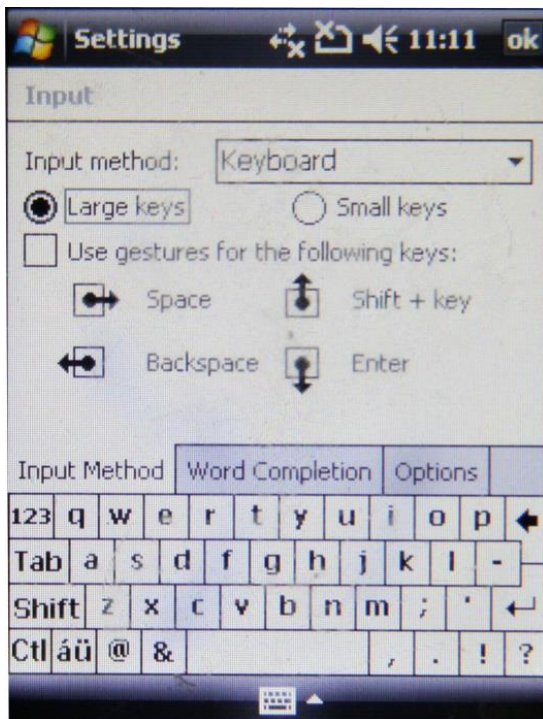 Settings 11:11 ok
Input
Input method: Keyboard
Large keys Small keys
Use gestures for the following keys:
Space Shift + key
Backspace Enter
Input Method Word Completion Options
123 q w e r t y u i o p
Tab a s d f g h j k l -
Shift z x c v b n m ; '
Ctl áü @ & , . ! ?